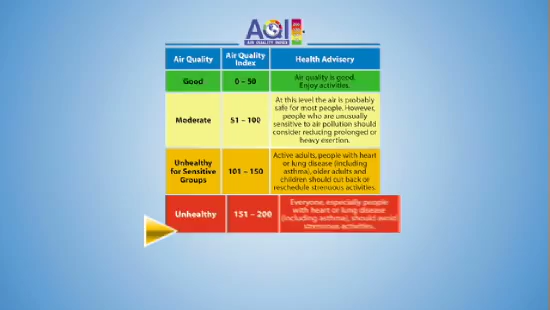 AQI
AIR QUALITY INDEX
Air Quality
Air Quality
Index
Health Advisory
Good
0 – 50
Air quality is good.
Enjoy activities.
Moderate
51 – 100
At this level the air is probably
safe for most people. However,
people who are unusually
sensitive to air pollution should
consider reducing prolonged or
heavy exertion.
Unhealthy
for Sensitive
Groups
101 – 150
Active adults, people with heart
or lung disease (including
asthma), older adults and
children should cut back or
reschedule strenuous activities.
Unhealthy
151 – 200
Everyone, especially people
with heart or lung disease
(including asthma), should avoid
strenuous activities.